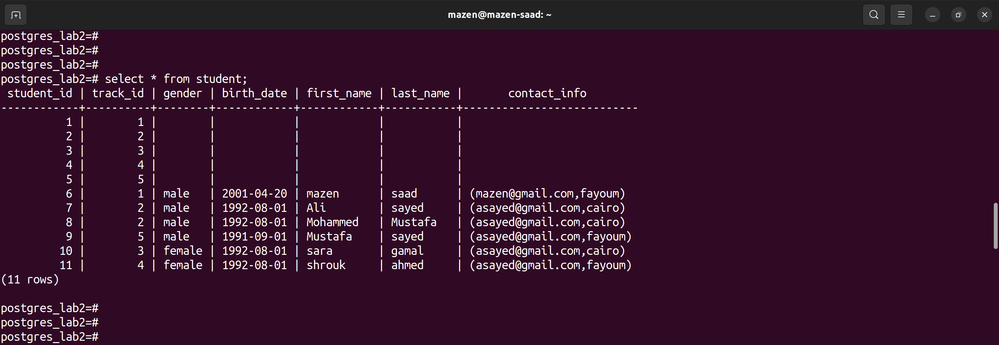 mazen@mazen-saad: ~
postgres_lab2=#
postgres_lab2=#
postgres_lab2=#
postgres_lab2=# select * from student;
 student_id | track_id | gender | birth_date | first_name | last_name |       contact_info
------------+----------+--------+------------+------------+-----------+---------------------------
          1 |        1 |        |            |            |           |
          2 |        2 |        |            |            |           |
          3 |        3 |        |            |            |           |
          4 |        4 |        |            |            |           |
          5 |        5 |        |            |            |           |
          6 |        1 | male   | 2001-04-20 | mazen      | saad      | (mazen@gmail.com,fayoum)
          7 |        2 | male   | 1992-08-01 | Ali        | sayed     | (asayed@gmail.com,cairo)
          8 |        2 | male   | 1992-08-01 | Mohammed   | Mustafa   | (asayed@gmail.com,cairo)
          9 |        5 | male   | 1991-09-01 | Mustafa    | sayed     | (asayed@gmail.com,fayoum)
         10 |        3 | female | 1992-08-01 | sara       | gamal     | (asayed@gmail.com,cairo)
         11 |        4 | female | 1992-08-01 | shrouk     | ahmed     | (asayed@gmail.com,fayoum)
(11 rows)
postgres_lab2=#
postgres_lab2=#
postgres_lab2=#